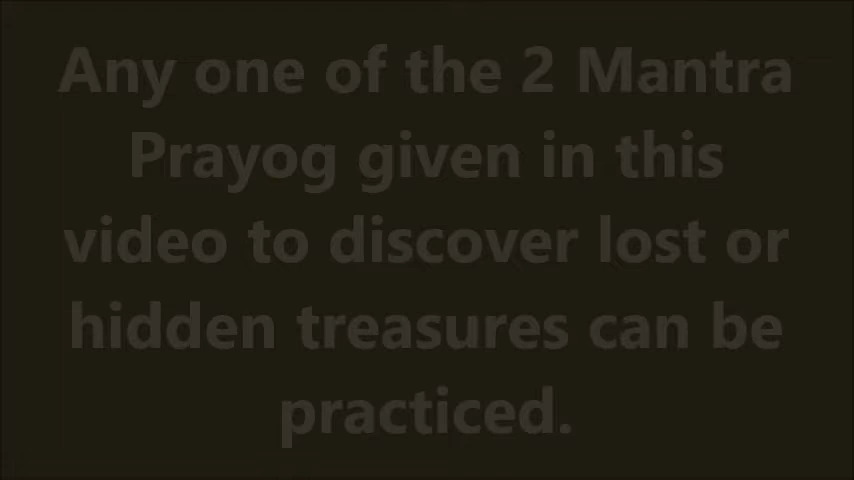 Any one of the 2 Mantra
Prayog given in this
video to discover lost or
hidden treasures can be
practiced.